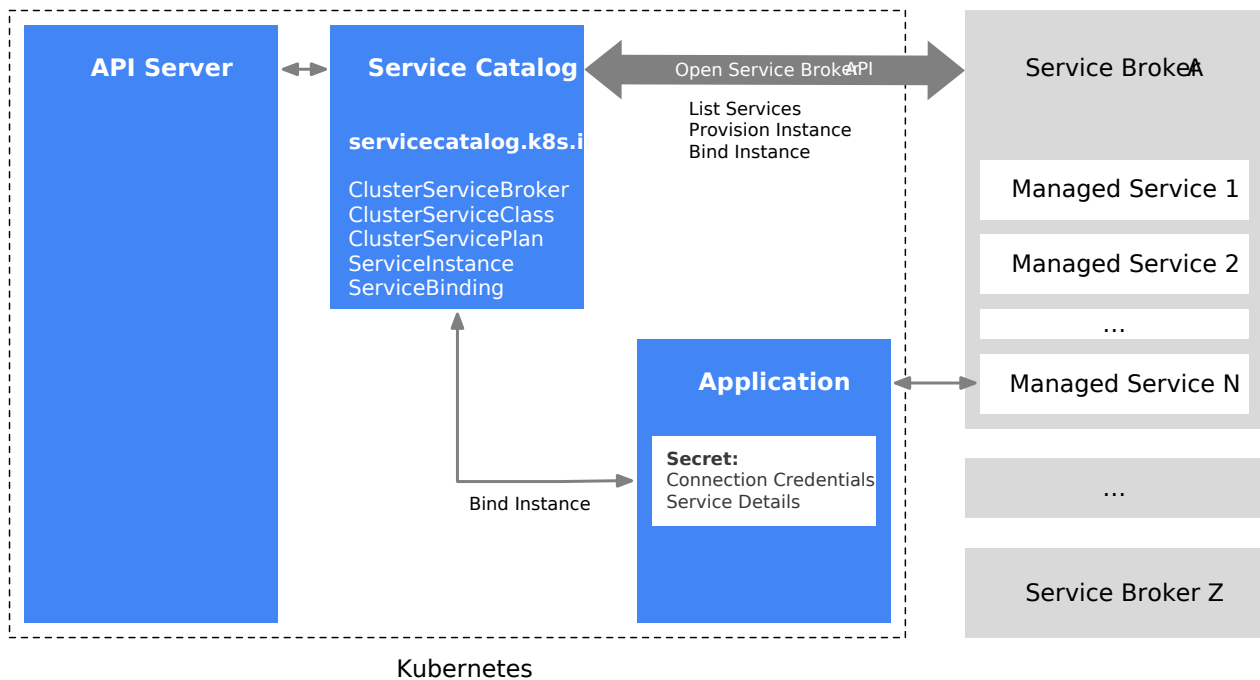 API Server
Service Catalog
servicecatalog.k8s.i
ClusterServiceBroker
ClusterServiceClass
ClusterServicePlan
ServiceInstance
ServiceBinding
Open Service Broker API
List Services
Provision Instance
Bind Instance
Service Broker A
Managed Service 1
Managed Service 2
...
Managed Service N
Application
Secret:
Connection Credentials
Service Details
Bind Instance
...
Service Broker Z
Kubernetes